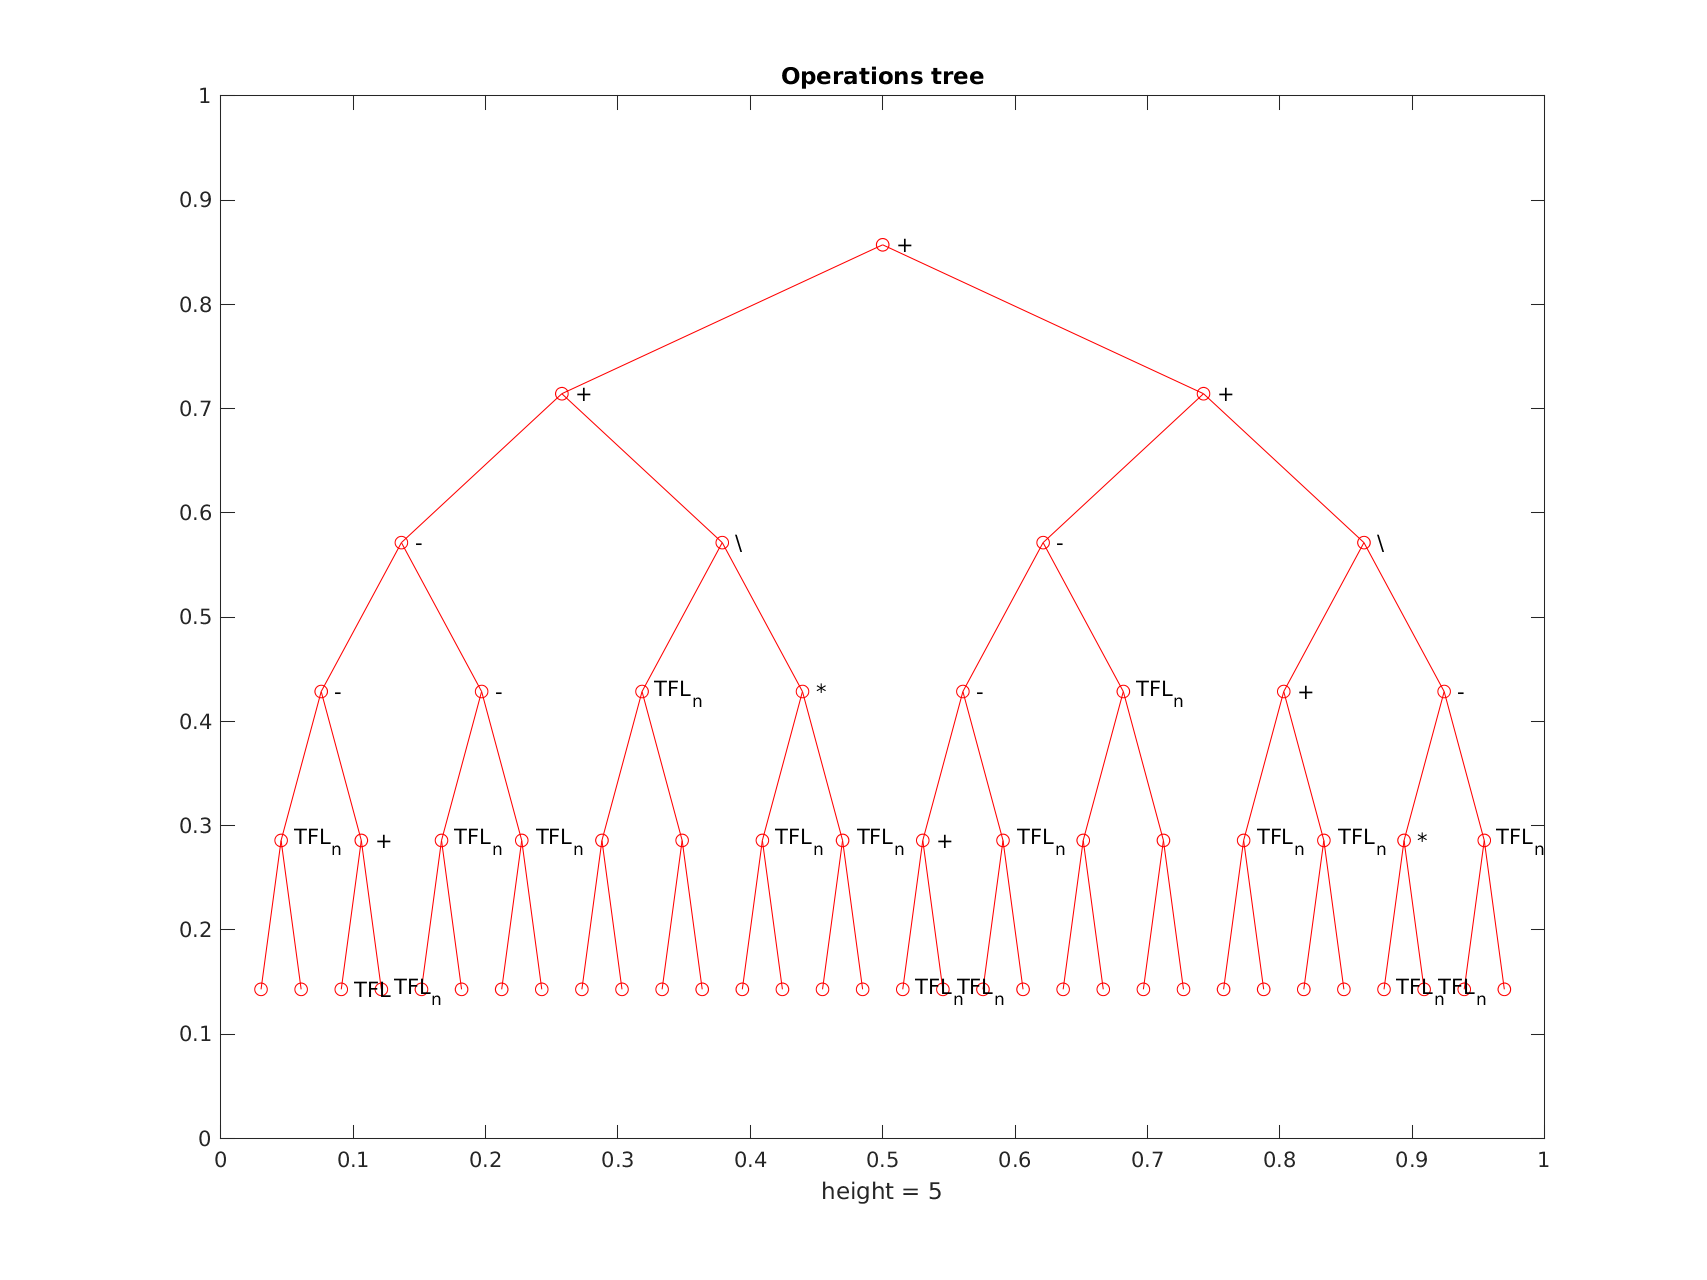 Operations tree
1
0.9
+
0.8
+ +
0.7
0.6
- \ - \
0.5
- - TFLn * - TFLn + -
0.4
0.3
TFLn + TFLn TFLn TFLn TFLn + TFLn TFLn TFLn * TFLn
0.2
TFL TFLn TFLn TFLn TFLn TFLn
0.1
0
0 0.1 0.2 0.3 0.4 0.5 0.6 0.7 0.8 0.9 1
height = 5